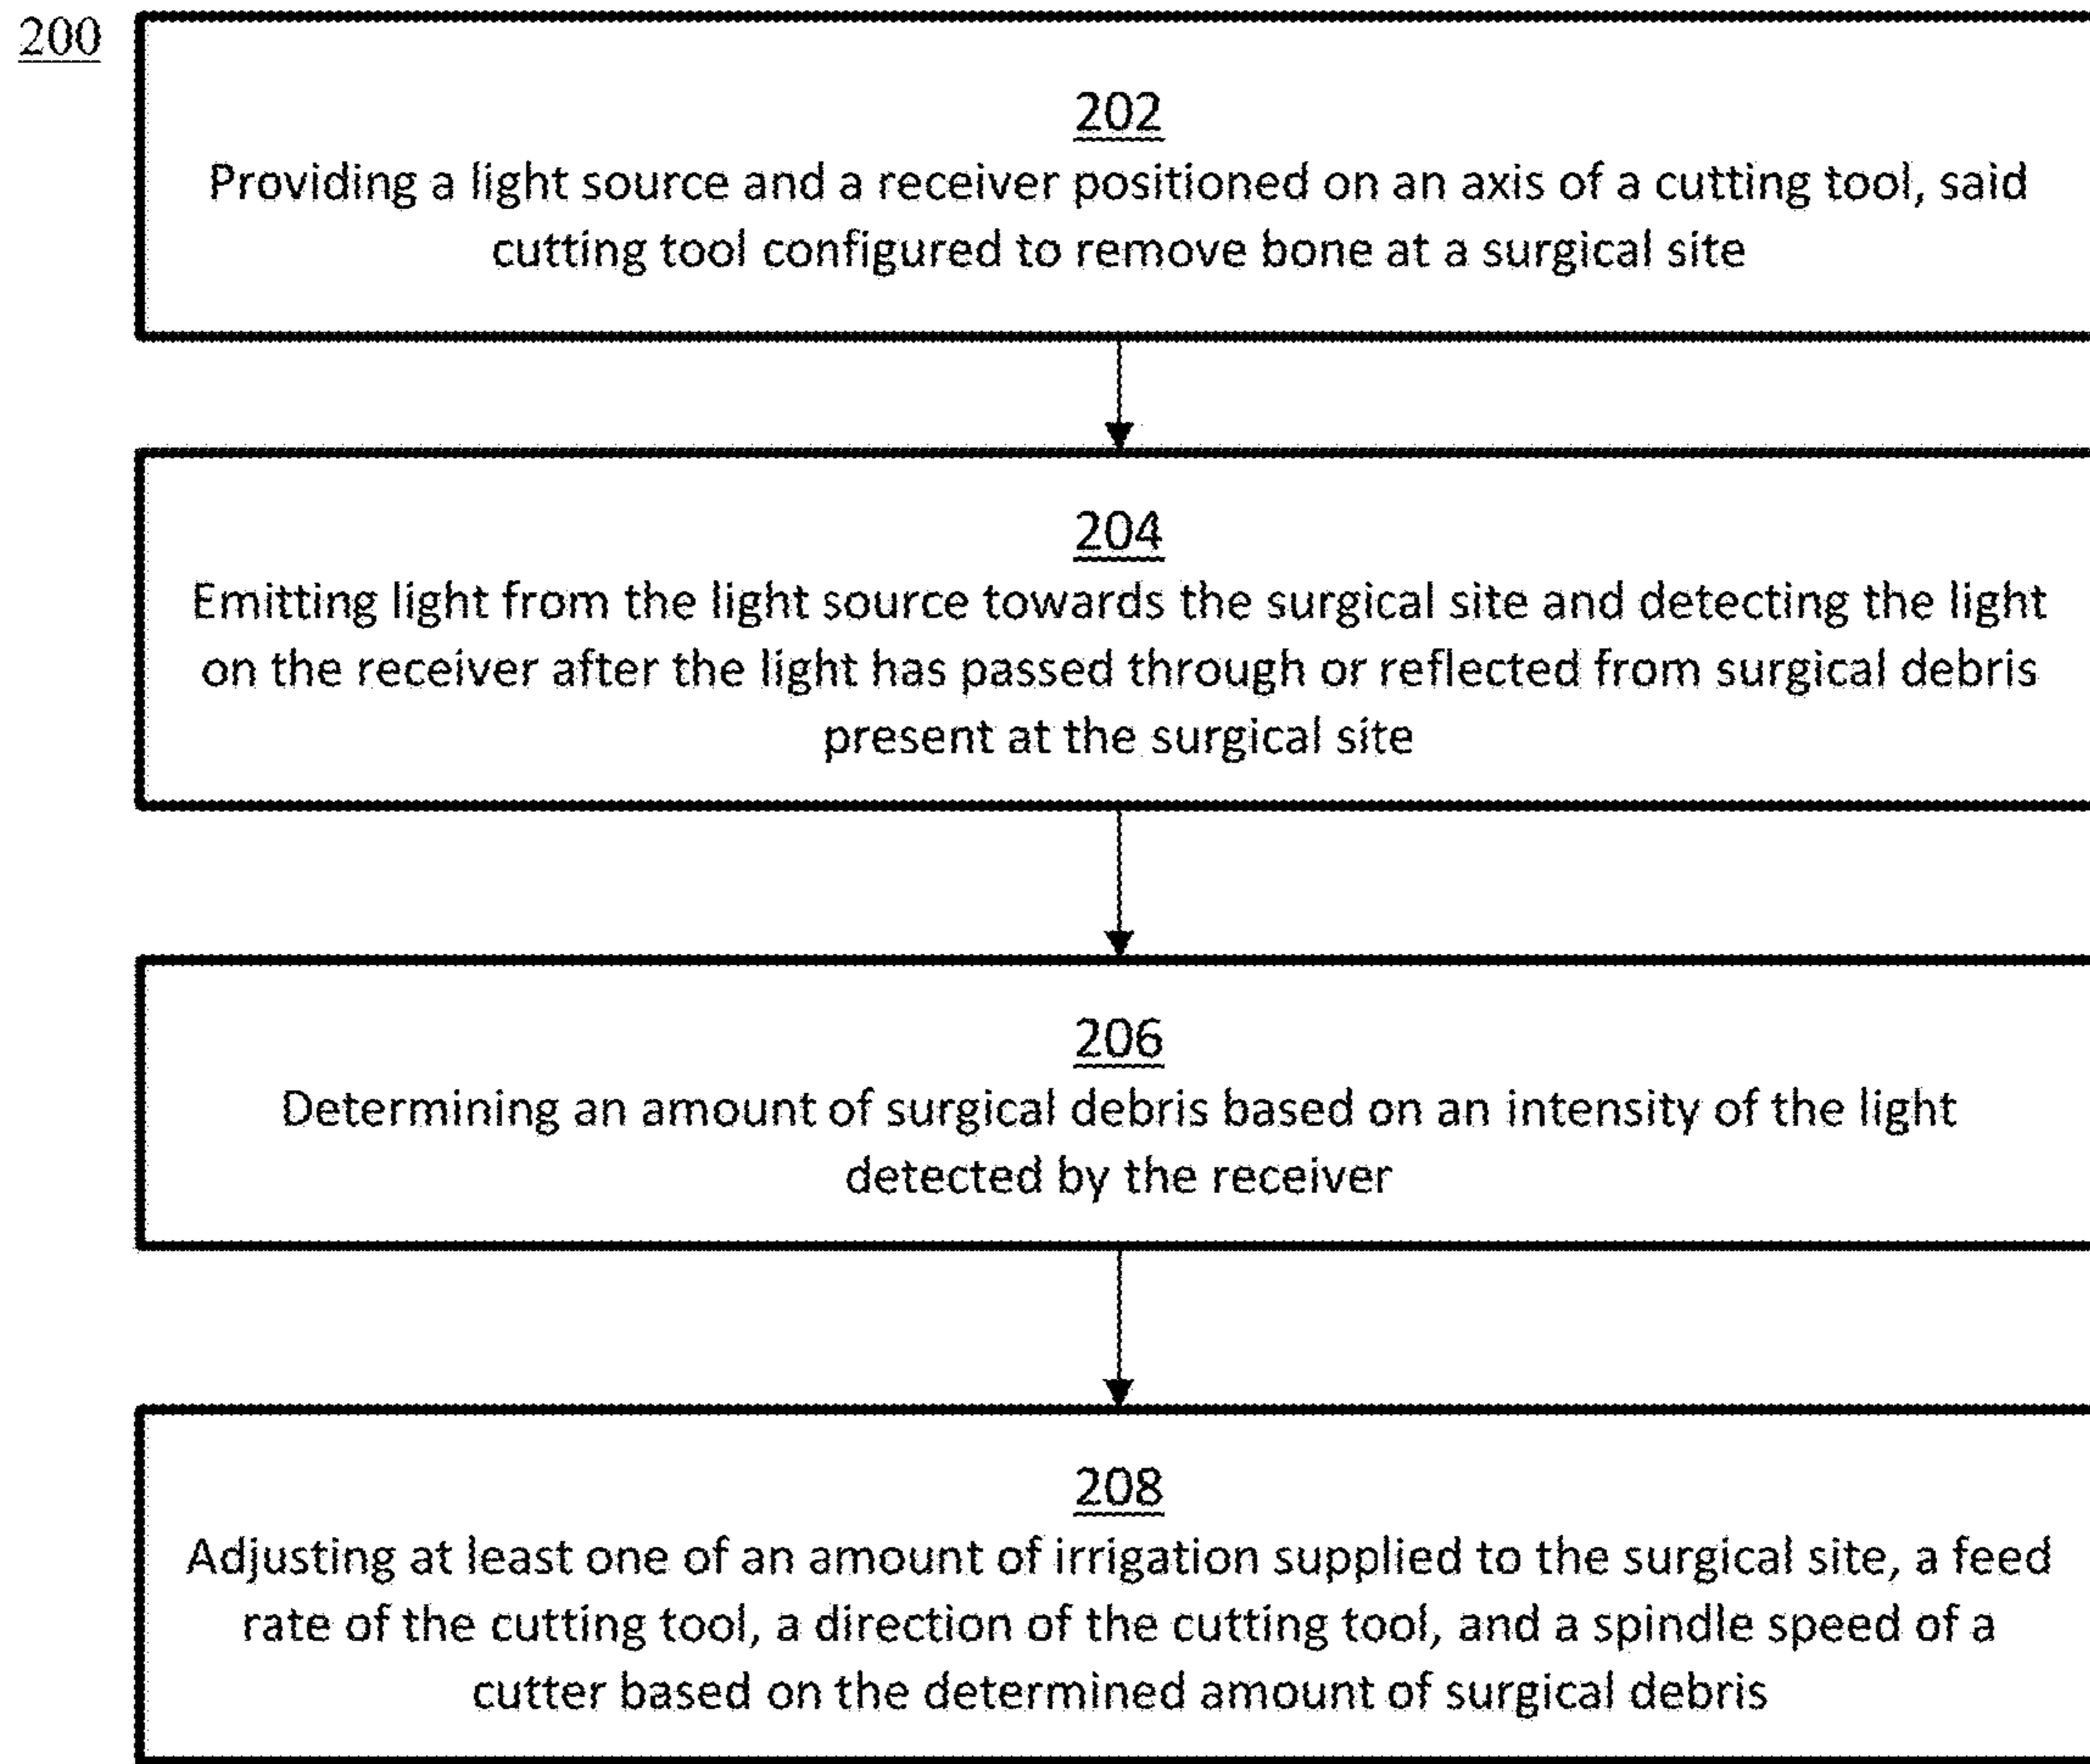 200
202
Providing a light source and a receiver positioned on an axis of a cutting tool, said
cutting tool configured to remove bone at a surgical site
204
Emitting light from the light source towards the surgical site and detecting the light
on the receiver after the light has passed through or reflected from surgical debris
present at the surgical site
206
Determining an amount of surgical debris based on an intensity of the light
detected by the receiver
208
Adjusting at least one of an amount of irrigation supplied to the surgical site, a feed
rate of the cutting tool, a direction of the cutting tool, and a spindle speed of a
cutter based on the determined amount of surgical debris